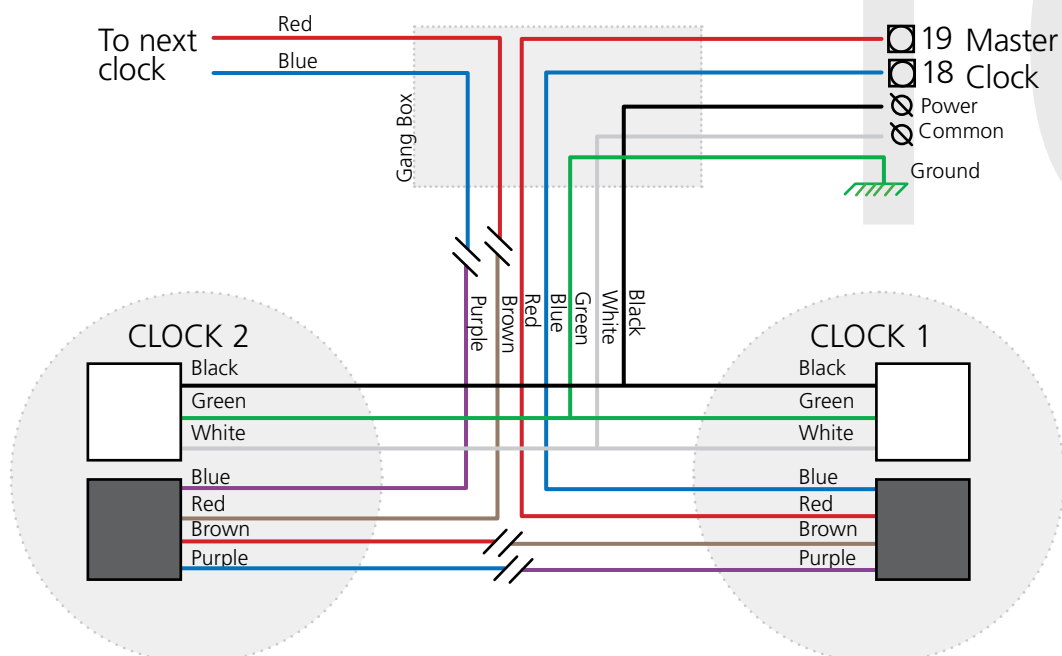 To next
clock
Red
Blue
Gang Box
19 Master
18 Clock
Power
Common
Ground
Purple
Brown
Red
Blue
Green
White
Black
CLOCK 2
Black
Green
White
Blue
Red
Brown
Purple
CLOCK 1
Black
Green
White
Blue
Red
Brown
Purple